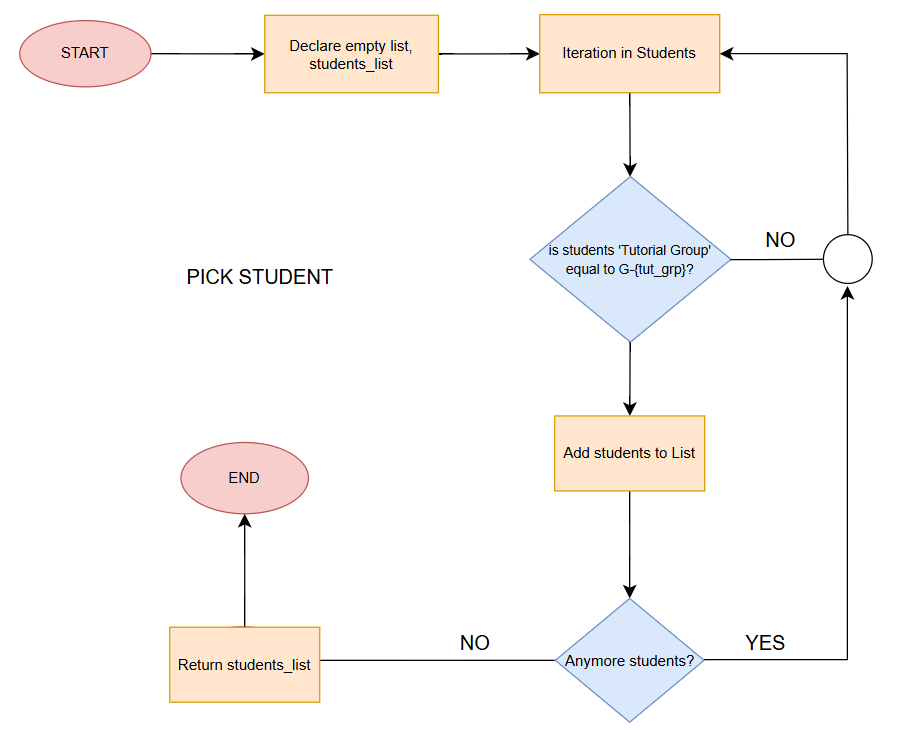 START
Declare empty list,
students_list
Iteration in Students
is students 'Tutorial Group'
equal to G-{tut_grp}?
NO
PICK STUDENT
Add students to List
END
Anymore students?
YES
NO
Return students_list